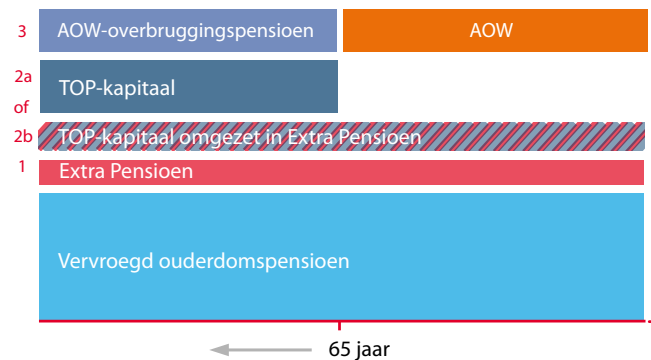 3 AOW-overbruggingspensioen AOW
2a TOP-kapitaal
of
2b TOP-kapitaal omgezet in Extra Pensioen
1 Extra Pensioen
Vervroegd ouderdomspensioen
65 jaar